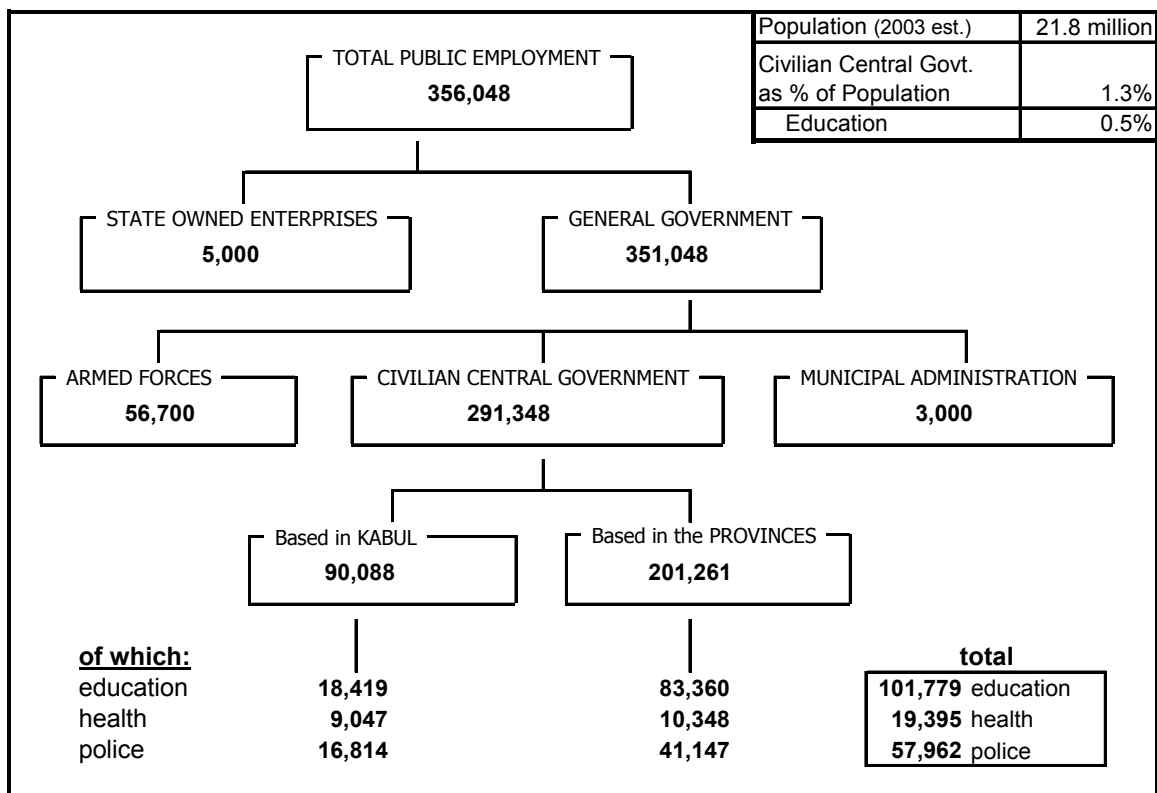 Population (2003 est.) 21.8 million
Civilian Central Govt.
as % of Population 1.3%
Education 0.5%
TOTAL PUBLIC EMPLOYMENT
356,048
STATE OWNED ENTERPRISES GENERAL GOVERNMENT
5,000 351,048
ARMED FORCES CIVILIAN CENTRAL GOVERNMENT MUNICIPAL ADMINISTRATION
56,700 291,348 3,000
Based in KABUL Based in the PROVINCES
90,088 201,261
of which: total
education 18,419 83,360 101,779 education
health 9,047 10,348 19,395 health
police 16,814 41,147 57,962 police